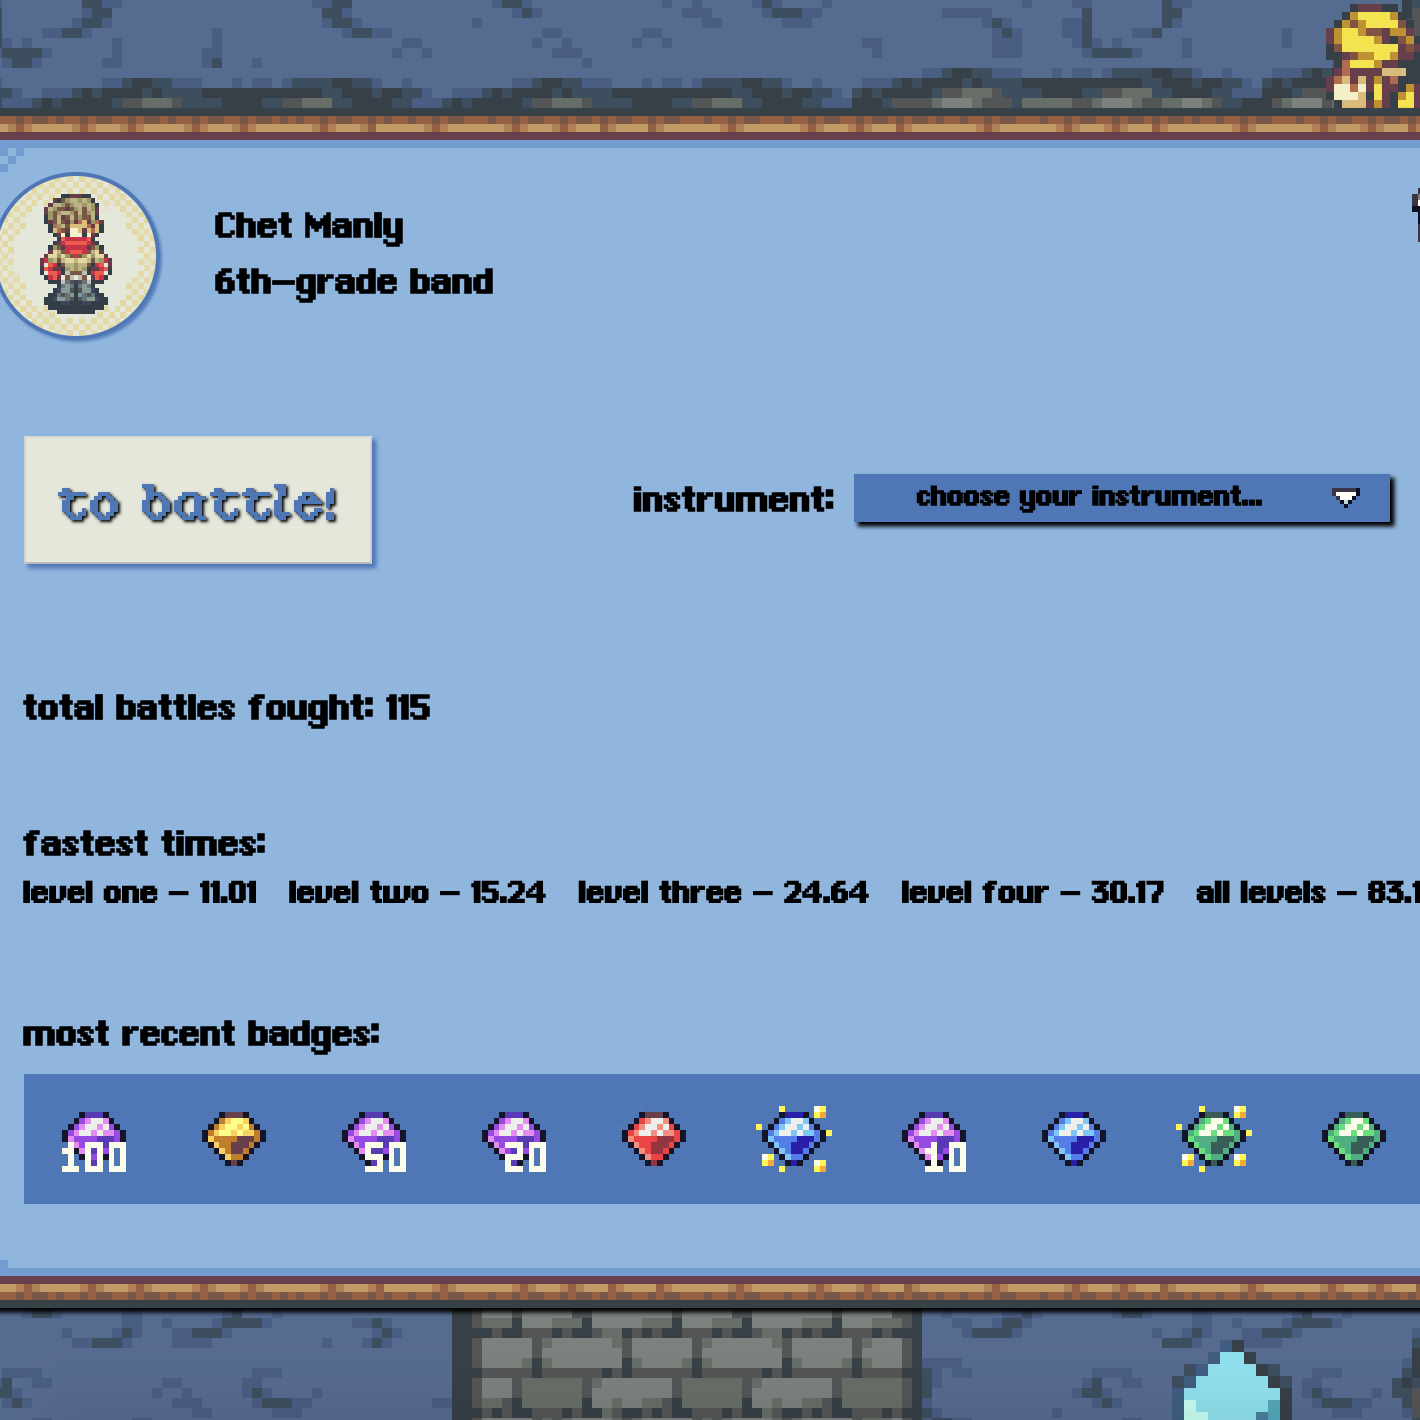 Chet Manly
6th-grade band
to battle!
instrument: choose your instrument...
total battles fought: 115
fastest times:
level one - 11.01 level two - 15.24 level three - 24.64 level four - 30.17 all levels - 83.1
most recent badges:
100 50 20 10